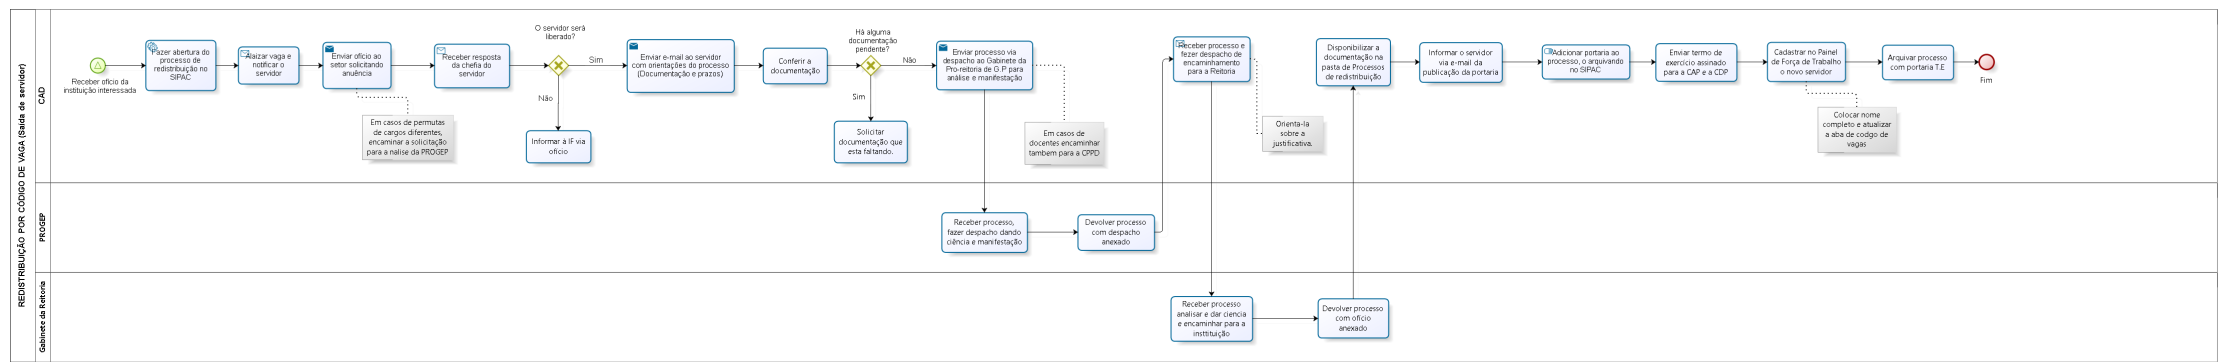 REDISTRIBUIÇÃO POR CÓDIGO DE VAGA (Saída de servidor)
CAD
Receber ofício da
instituição interessada
Fazer abertura do
processo de
redistribuição no
SIPAC
Alaizar vaga e
notificar o
servidor
Enviar ofício ao
setor solicitando
anuência
Em casos de permutas
de cargos diferentes,
encaminar a solicitação
para a nalise da PROGEP
Receber resposta
da chefia do
servidor
O servidor será
liberado?
Sim
Não
Informar à IF via
ofício
Enviar e-mail ao servidor
com orientações do processo
(Documentação e prazos)
Conferir a
documentação
Há alguma
documentação
pendente?
Não
Sim
Solicitar
documentação que
esta faltando.
Enviar processo via
despacho ao Gabinete da
(Pro-reitoria de G.P para
análise e manifestação
Em casos de
docentes encaminhar
tambem para a CPPD
Receber processo e
fezer despacho de
encaminhamento
para a Reitoria
Orienta-la
sobre a
justificativa.
Disponibilizar a
documentação na
pasta de Processos
de redistribuição
Informar o servidor
via e-mail da
publicação da portaria
Adicionar portaria ao
processo, o arquivando
no SIPAC
Enviar termo de
exercício assinado
para a CAP e a CDP
Cadastrar no Painel
de Força de Trabalho
o novo servidor
Colocar nome
completo e atualizar
a aba de codgo de
vagas
Arquivar processo
com portaria T.E
Fim
PROGEP
Receber processo,
fazer despacho dando
ciência e manifestação
Devolver processo
com despacho
anexado
Gabinete da Reitoria
Receber processo
analisar e dar ciencia
e encaminhar para a
insttituição
Devolver processo
com ofício
anexado